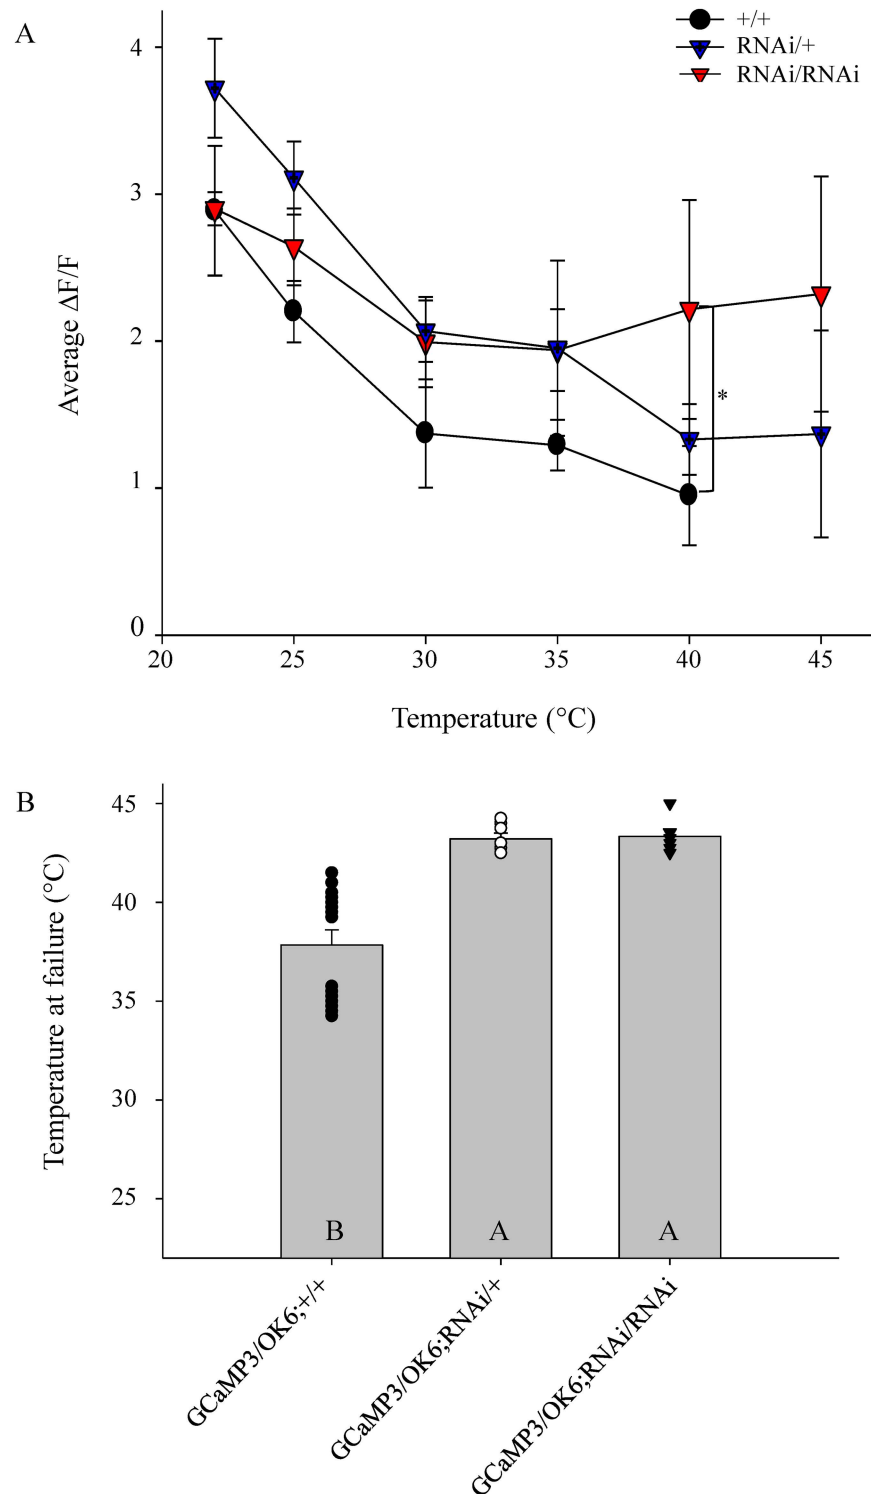 A
+/+
RNAi/+
RNAi/RNAi
4
3
2
1
0
Average ΔF/F
*
20 25 30 35 40 45
Temperature (°C)
B
45
40
35
30
25
Temperature at failure (°C)
B A A
GCaMP3/OK6;+/+
GCaMP3/OK6;RNAi/+
GCaMP3/OK6;RNAi/RNAi